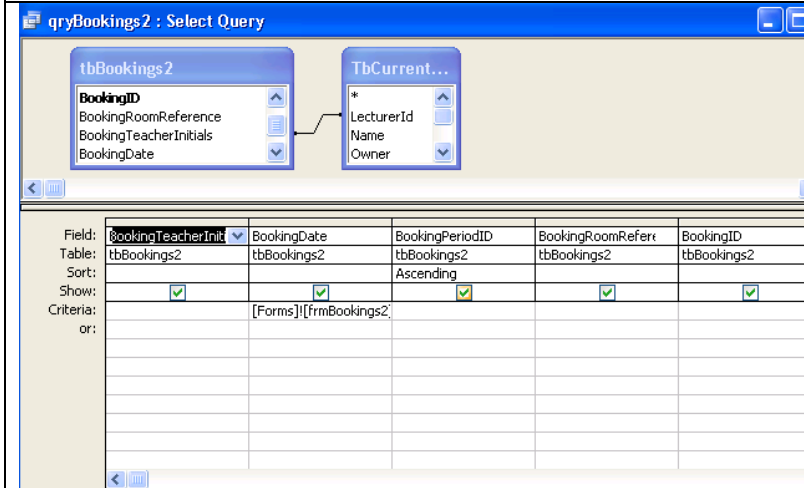 qryBookings2 : Select Query
tbBookings2
BookingID
BookingRoomReference
BookingTeacherInitials
BookingDate
TbCurrent...
*
LecturerId
Name
Owner
Field: BookingTeacherIniti BookingDate BookingPeriodID BookingRoomRefere BookingID
Table: tbBookings2 tbBookings2 tbBookings2 tbBookings2 tbBookings2
Sort: Ascending
Show:
Criteria: [Forms]![frmBookings2]
or: